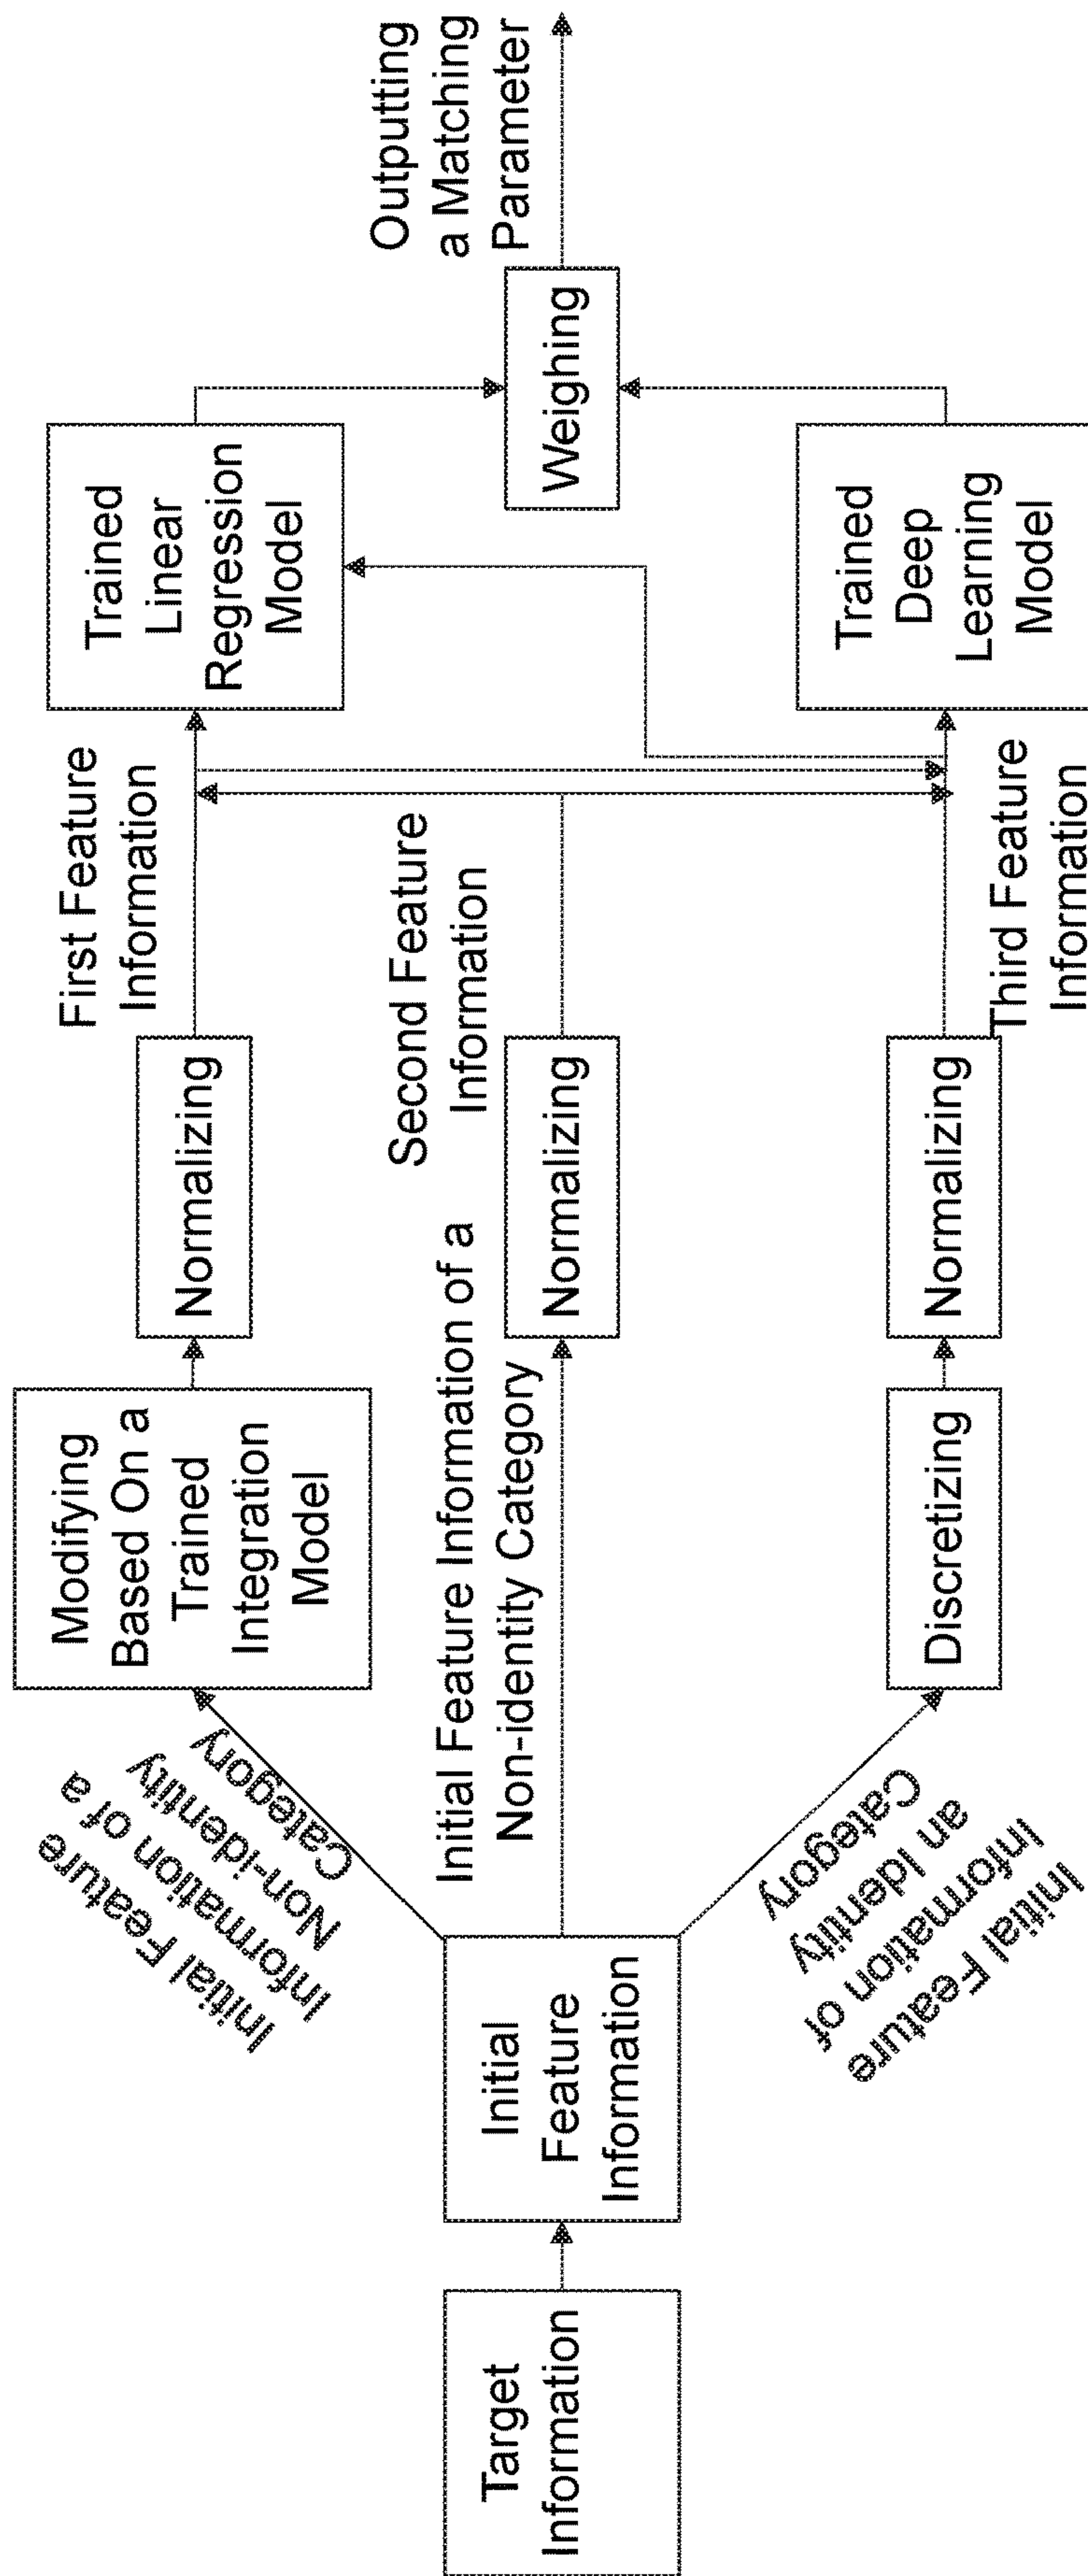 Target
Information
Initial
Feature
Information
Initial Feature
Information of a
Non-identity
Category
Initial Feature Information of a
Non-identity Category
Initial Feature
Information of
an Identity
Category
Modifying
Based On a
Trained
Integration
Model
Discretizing
Normalizing
Normalizing
Normalizing
First Feature
Information
Second Feature
Information
Third Feature
Information
Trained
Linear
Regression
Model
Trained
Deep
Learning
Model
Weighing
Outputting
a Matching
Parameter